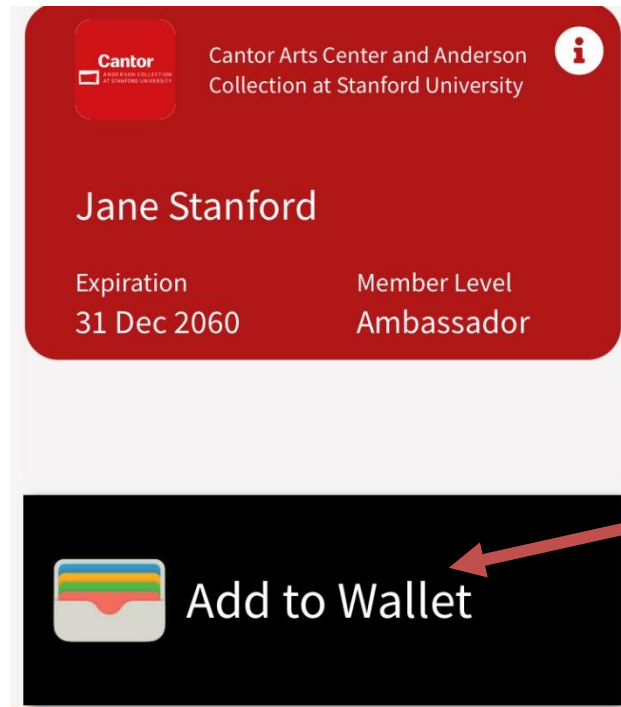 Cantor
ANDERSON COLLECTION
AT STANFORD UNIVERSITY
Cantor Arts Center and Anderson
Collection at Stanford University
i
Jane Stanford
Expiration
Member Level
31 Dec 2060
Ambassador
Add to Wallet